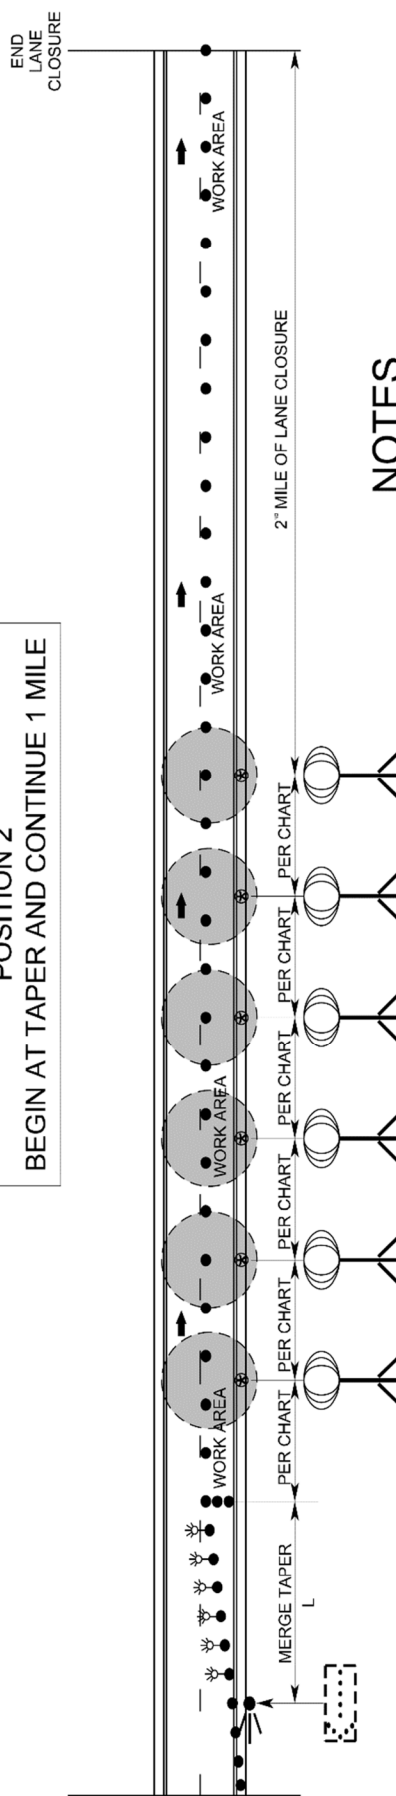 END
LANE
CLOSURE
WORK AREA
2ⁿᵈ MILE OF LANE CLOSURE
NOTES
WORK AREA
POSITION 2
BEGIN AT TAPER AND CONTINUE 1 MILE
PER CHART
PER CHART
PER CHART
WORK AREA
PER CHART
PER CHART
PER CHART
WORK AREA
MERGE TAPER
L